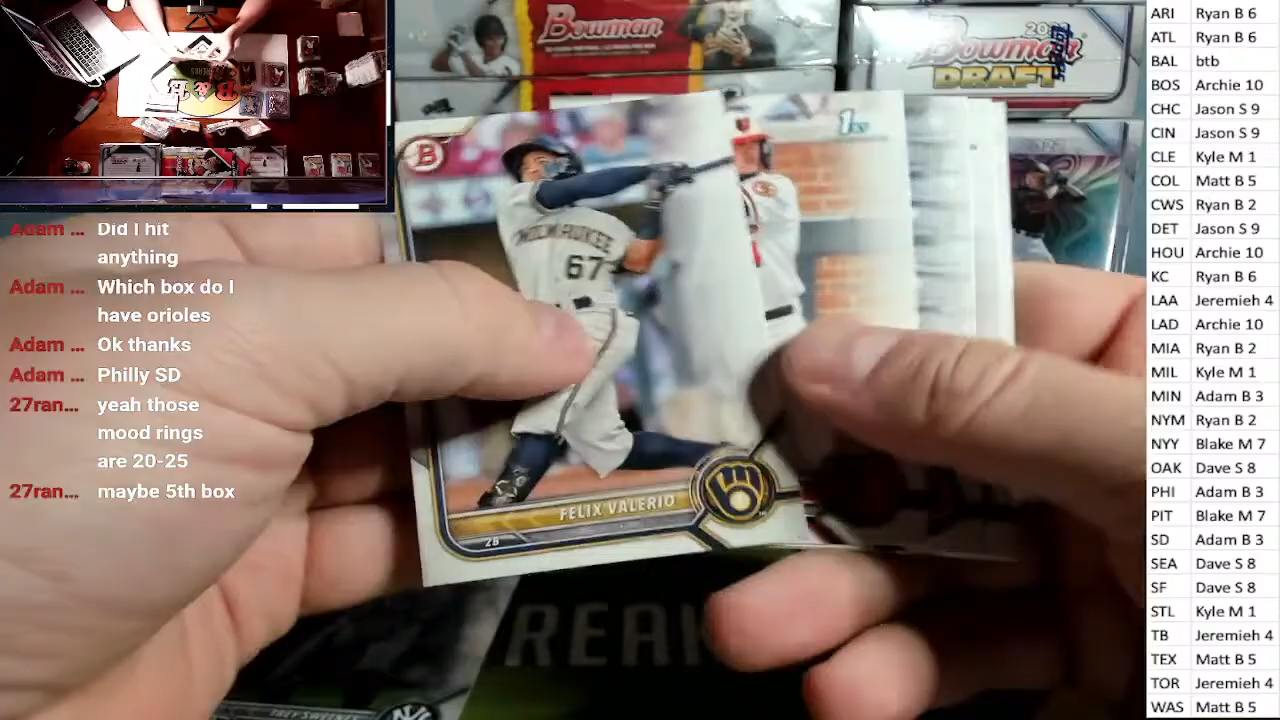 Bowman
20
Bowman
DRAFT
1st
B
MILWAUKEE
67
FELIX VALERIO
2B
REAK
TREY SWEENEY
Adam ... Did I hit
anything
Adam ... Which box do I
have orioles
Adam ... Ok thanks
Adam ... Philly SD
27ran... yeah those
mood rings
are 20-25
27ran... maybe 5th box
ARI Ryan B 6
ATL Ryan B 6
BAL btb
BOS Archie 10
CHC Jason S 9
CIN Jason S 9
CLE Kyle M 1
COL Matt B 5
CWS Ryan B 2
DET Jason S 9
HOU Archie 10
KC Ryan B 6
LAA Jeremieh 4
LAD Archie 10
MIA Ryan B 2
MIL Kyle M 1
MIN Adam B 3
NYM Ryan B 2
NYY Blake M 7
OAK Dave S 8
PHI Adam B 3
PIT Blake M 7
SD Adam B 3
SEA Dave S 8
SF Dave S 8
STL Kyle M 1
TB Jeremieh 4
TEX Matt B 5
TOR Jeremieh 4
WAS Matt B 5